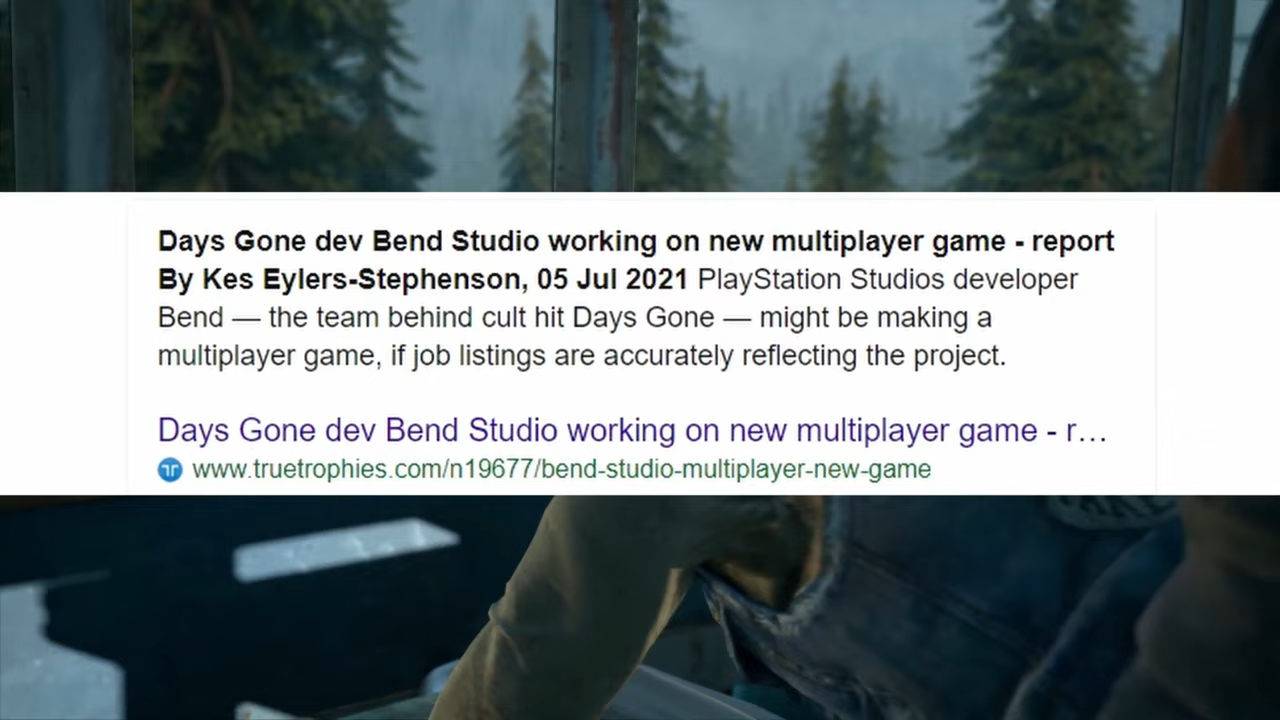 Days Gone dev Bend Studio working on new multiplayer game - report
By Kes Eylers-Stephenson, 05 Jul 2021 PlayStation Studios developer
Bend — the team behind cult hit Days Gone — might be making a
multiplayer game, if job listings are accurately reflecting the project.
Days Gone dev Bend Studio working on new multiplayer game - r...
www.truetrophies.com/n19677/bend-studio-multiplayer-new-game